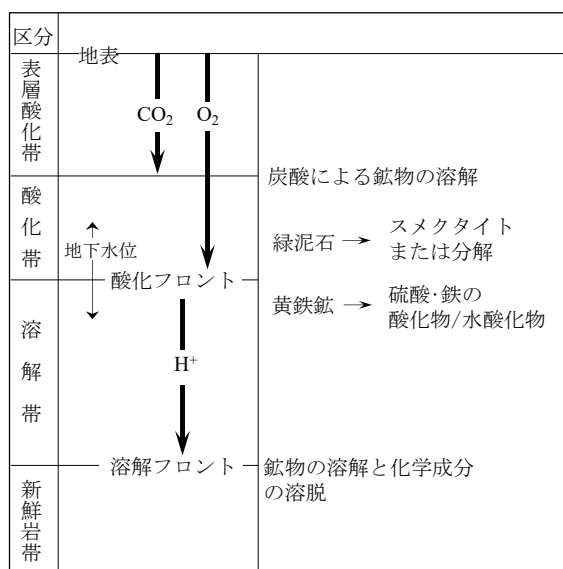 区分
地表
表層酸化帯
CO₂ O₂
炭酸による鉱物の溶解
酸化帯
地下水位
緑泥石 → スメクタイト
または分解
酸化フロント
黄鉄鉱 → 硫酸・鉄の
酸化物/水酸化物
溶解帯
H⁺
溶解フロント
鉱物の溶解と化学成分
の溶脱
新鮮岩帯